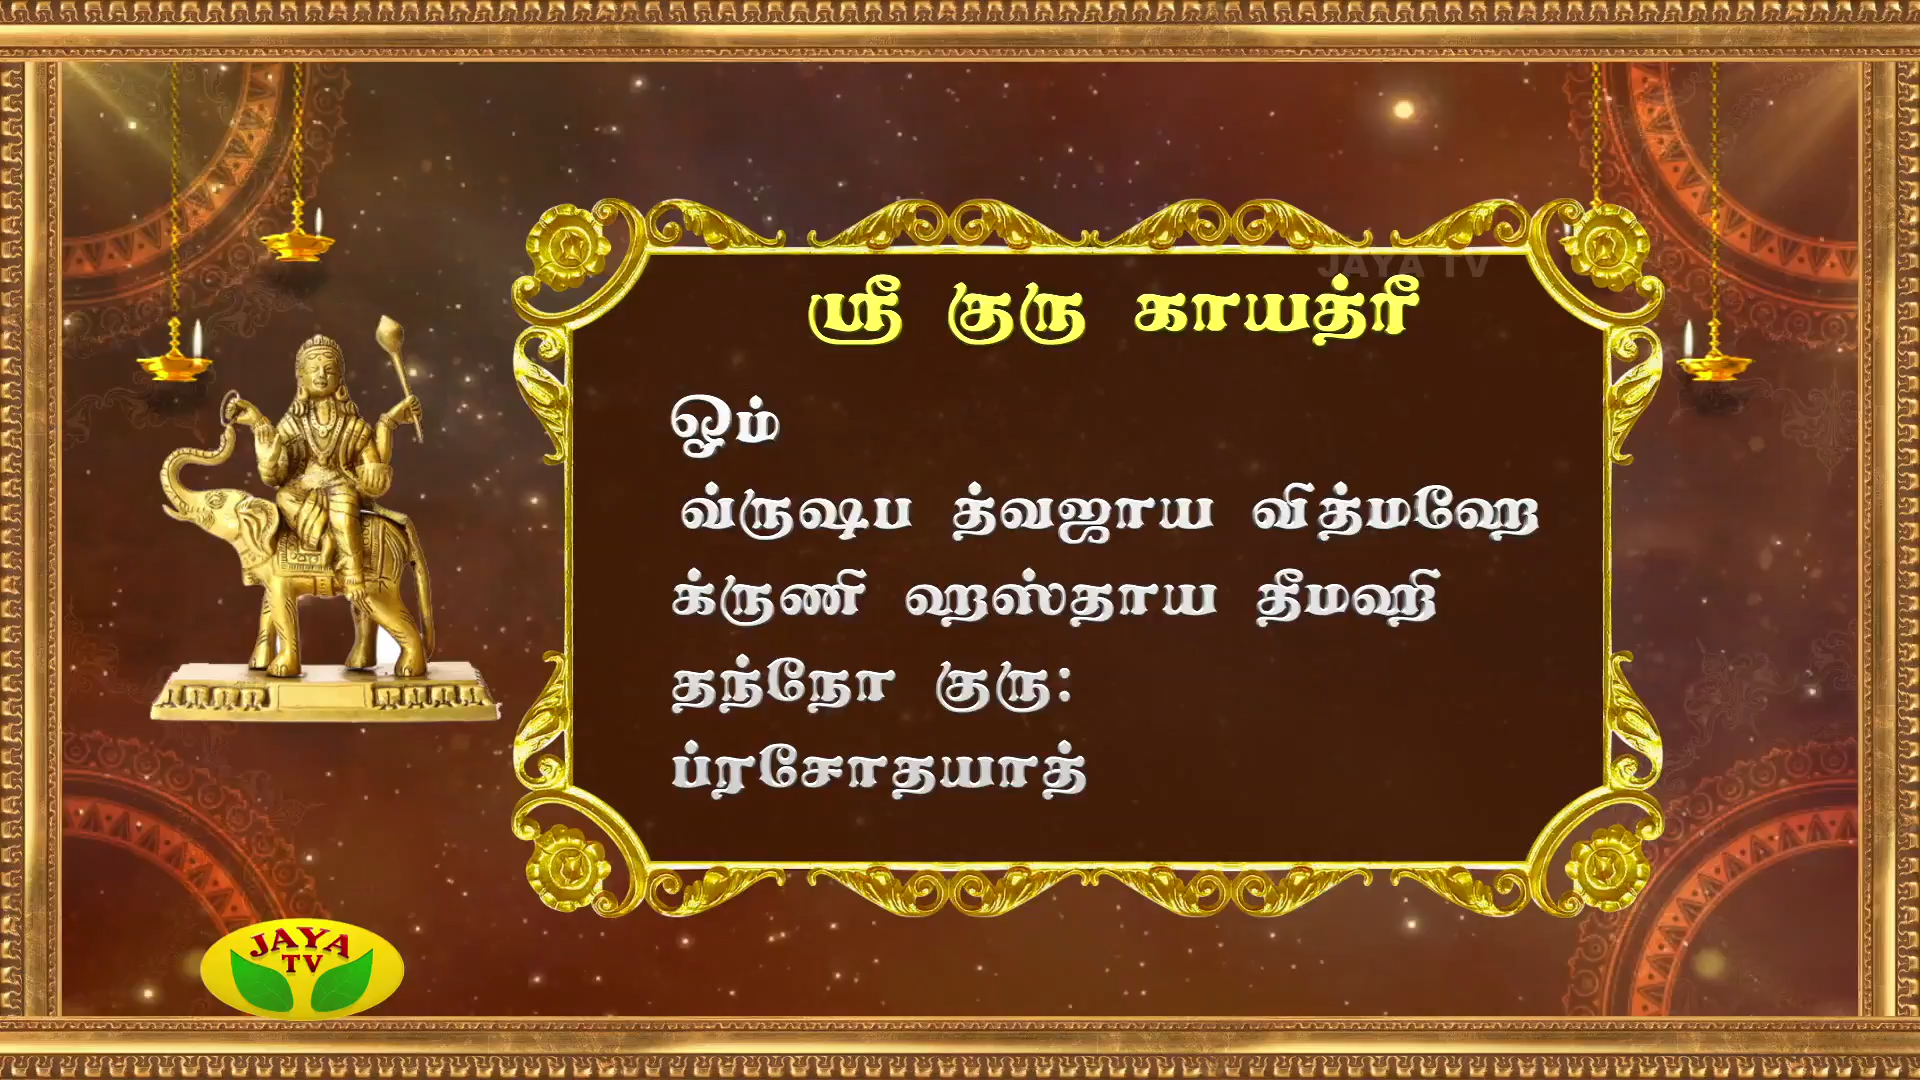 JAYA TV
ஸ்ரீ குரு காயத்ரீ
ஓம்
வ்ருஷப த்வஜாய வித்மஹே
க்ருணி ஹஸ்தாய தீமஹி
தந்நோ குரு:
ப்ரசோதயாத்
JAYA
TV